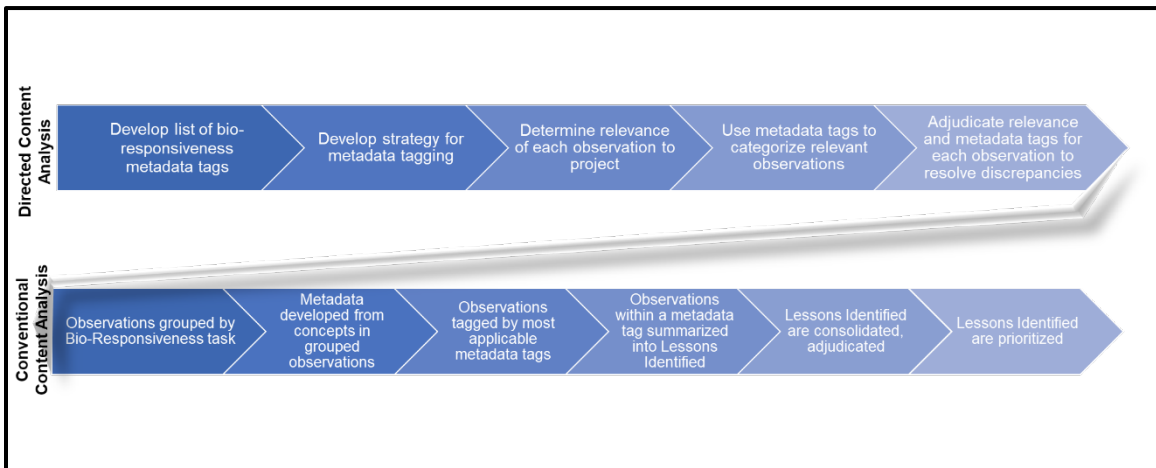 Directed Content
Analysis
Develop list of bio-
responsiveness
metadata tags
Develop strategy for
metadata tagging
Determine relevance
of each observation to
project
Use metadata tags to
categorize relevant
observations
Adjudicate relevance
and metadata tags for
each observation to
resolve discrepancies
Conventional
Content Analysis
Observations grouped by
Bio-Responsiveness task
Metadata
developed from
concepts in
grouped
observations
Observations
tagged by most
applicable
metadata tags
Observations
within a metadata
tag summarized
into Lessons
Identified
Lessons Identified
are consolidated,
adjudicated
Lessons Identified
are prioritized